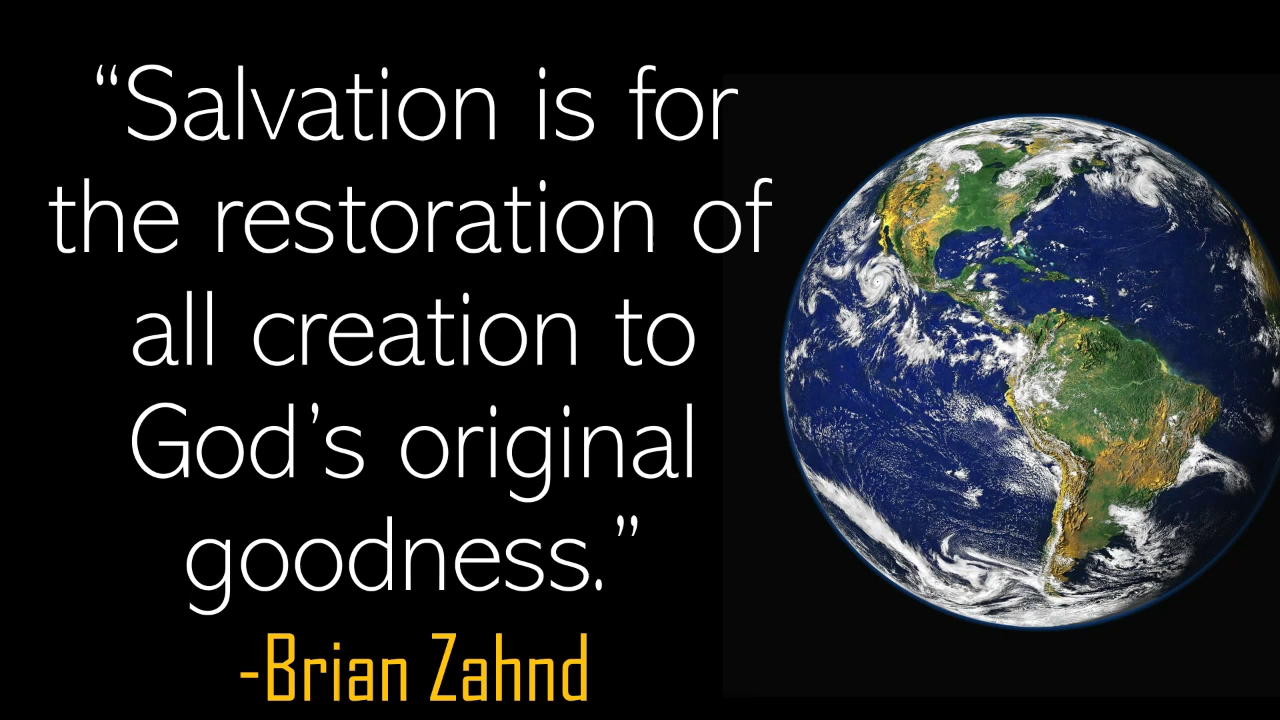 “Salvation is for
the restoration of
all creation to
God’s original
goodness.”
-Brian Zahnd